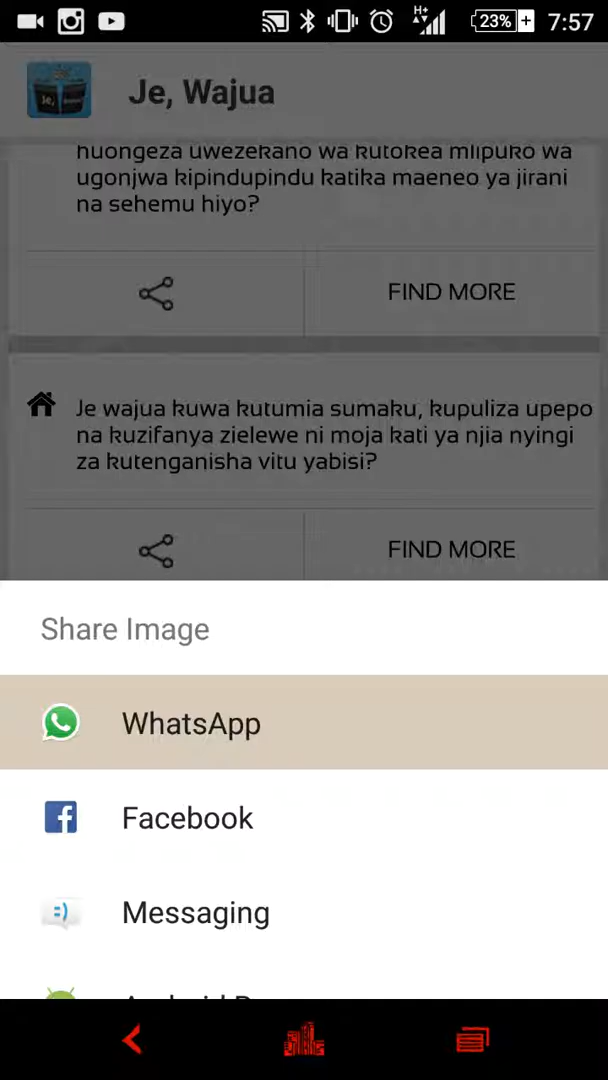 H+
23%
7:57
Je, Wajua
huongeza uwezekano wa kutokea mlipuko wa
ugonjwa kipindupindu katika maeneo ya jirani
na sehemu hiyo?
FIND MORE
Je wajua kuwa kutumia sumaku, kupuliza upepo
na kuzifanya zielewe ni moja kati ya njia nyingi
za kutenganisha vitu yabisi?
FIND MORE
Share Image
WhatsApp
Facebook
Messaging